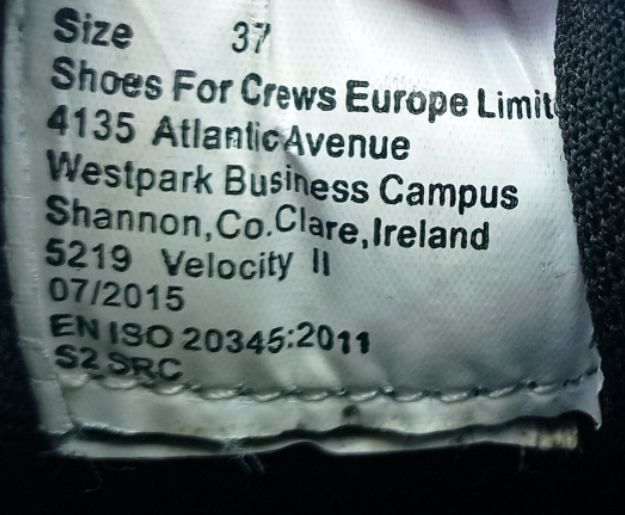 Size 37
Shoes For Crews Europe Limit
4135 Atlantic Avenue
Westpark Business Campus
Shannon, Co. Clare, Ireland
5219 Velocity II
07/2015
EN ISO 20345:2011
S2 SRC